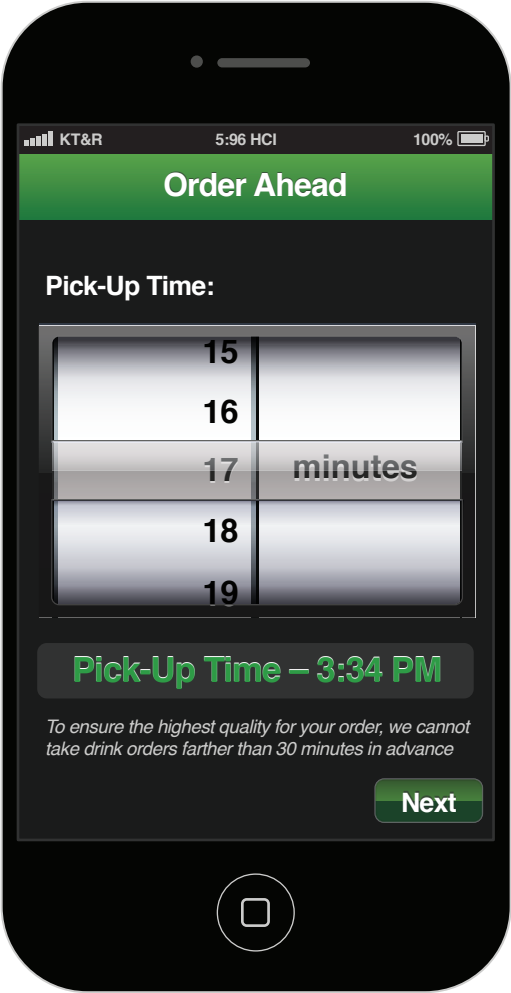 KT&R 5:96 HCI 100%
Order Ahead
Pick-Up Time:
15
16
17 minutes
18
19
Pick-Up Time – 3:34 PM
To ensure the highest quality for your order, we cannot
take drink orders farther than 30 minutes in advance
Next